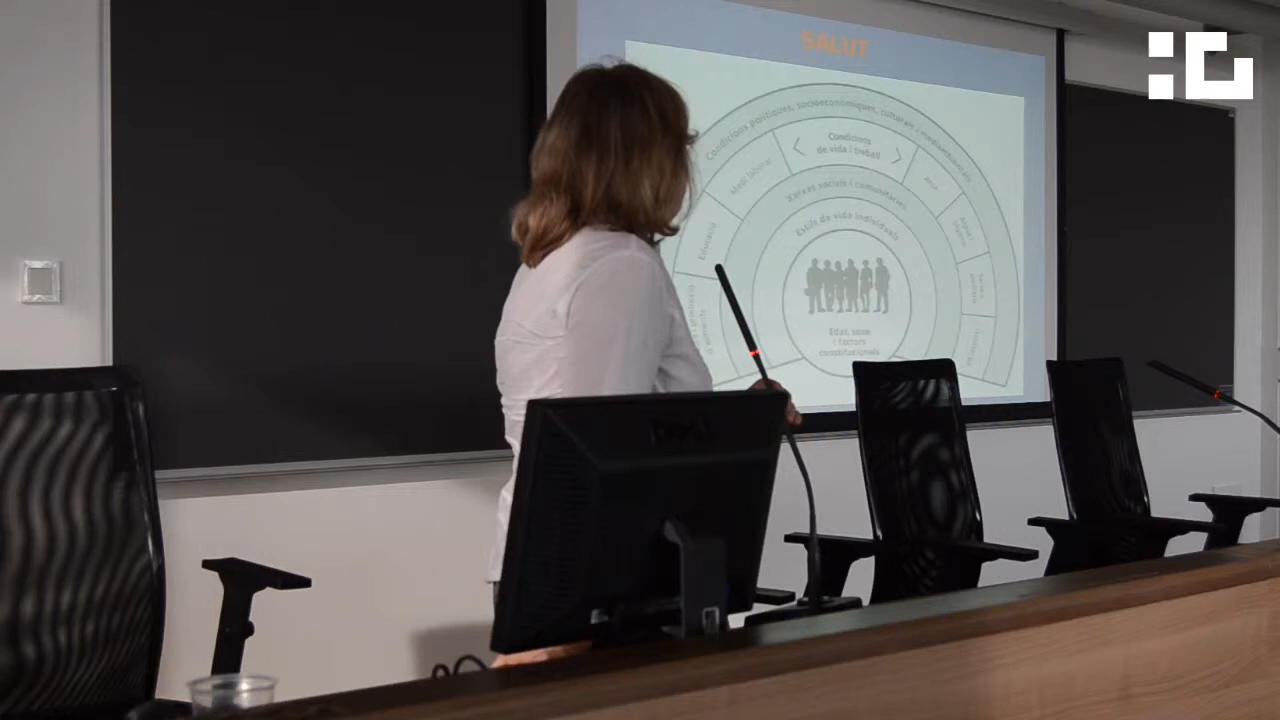 SALUT
Condicions polítiques, socioeconòmiques, culturals i mediambientals
Condicions
de vida i treball
Medi laboral
Xarxes socials i comunitàries
Educació
Estils de vida individuals
Edat, sexe
i factors
constitucionals